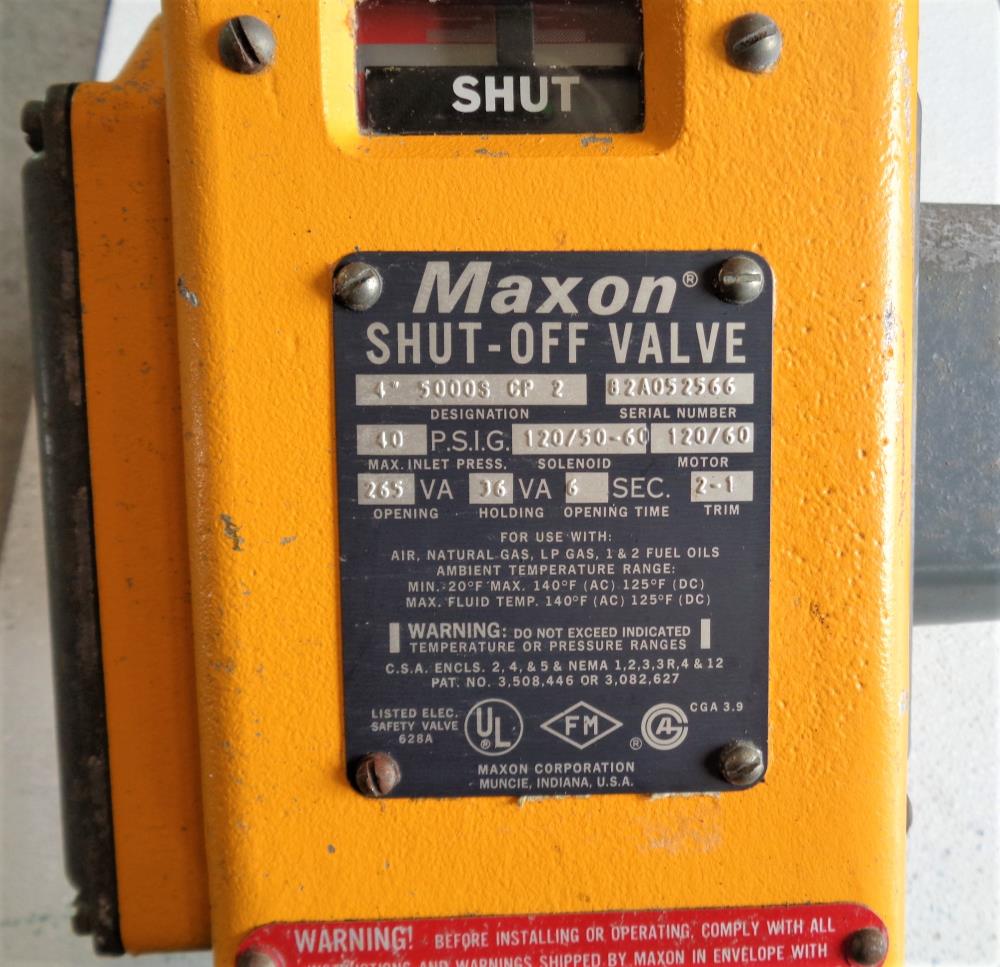 SHUT
Maxon®
SHUT-OFF VALVE
4" 5000S CP 2 82A052566
DESIGNATION SERIAL NUMBER
40 P.S.I.G. 120/50-60 120/60
MAX. INLET PRESS. SOLENOID MOTOR
265 VA 36 VA 6 SEC. 2-1
OPENING HOLDING OPENING TIME TRIM
FOR USE WITH:
AIR, NATURAL GAS, LP GAS, 1 & 2 FUEL OILS
AMBIENT TEMPERATURE RANGE:
MIN. -20°F MAX. 140°F (AC) 125°F (DC)
MAX. FLUID TEMP. 140°F (AC) 125°F (DC)
WARNING: DO NOT EXCEED INDICATED
TEMPERATURE OR PRESSURE RANGES
C.S.A. ENCLS. 2, 4, & 5 & NEMA 1,2,3,3R,4 & 12
PAT. NO. 3,508,446 OR 3,082,627
LISTED ELEC.
SAFETY VALVE
628A
UL®
FM
AG®
CGA 3.9
MAXON CORPORATION
MUNCIE, INDIANA, U.S.A.
WARNING! BEFORE INSTALLING OR OPERATING, COMPLY WITH ALL
INSTRUCTIONS AND WARNINGS SHIPPED BY MAXON IN ENVELOPE WITH